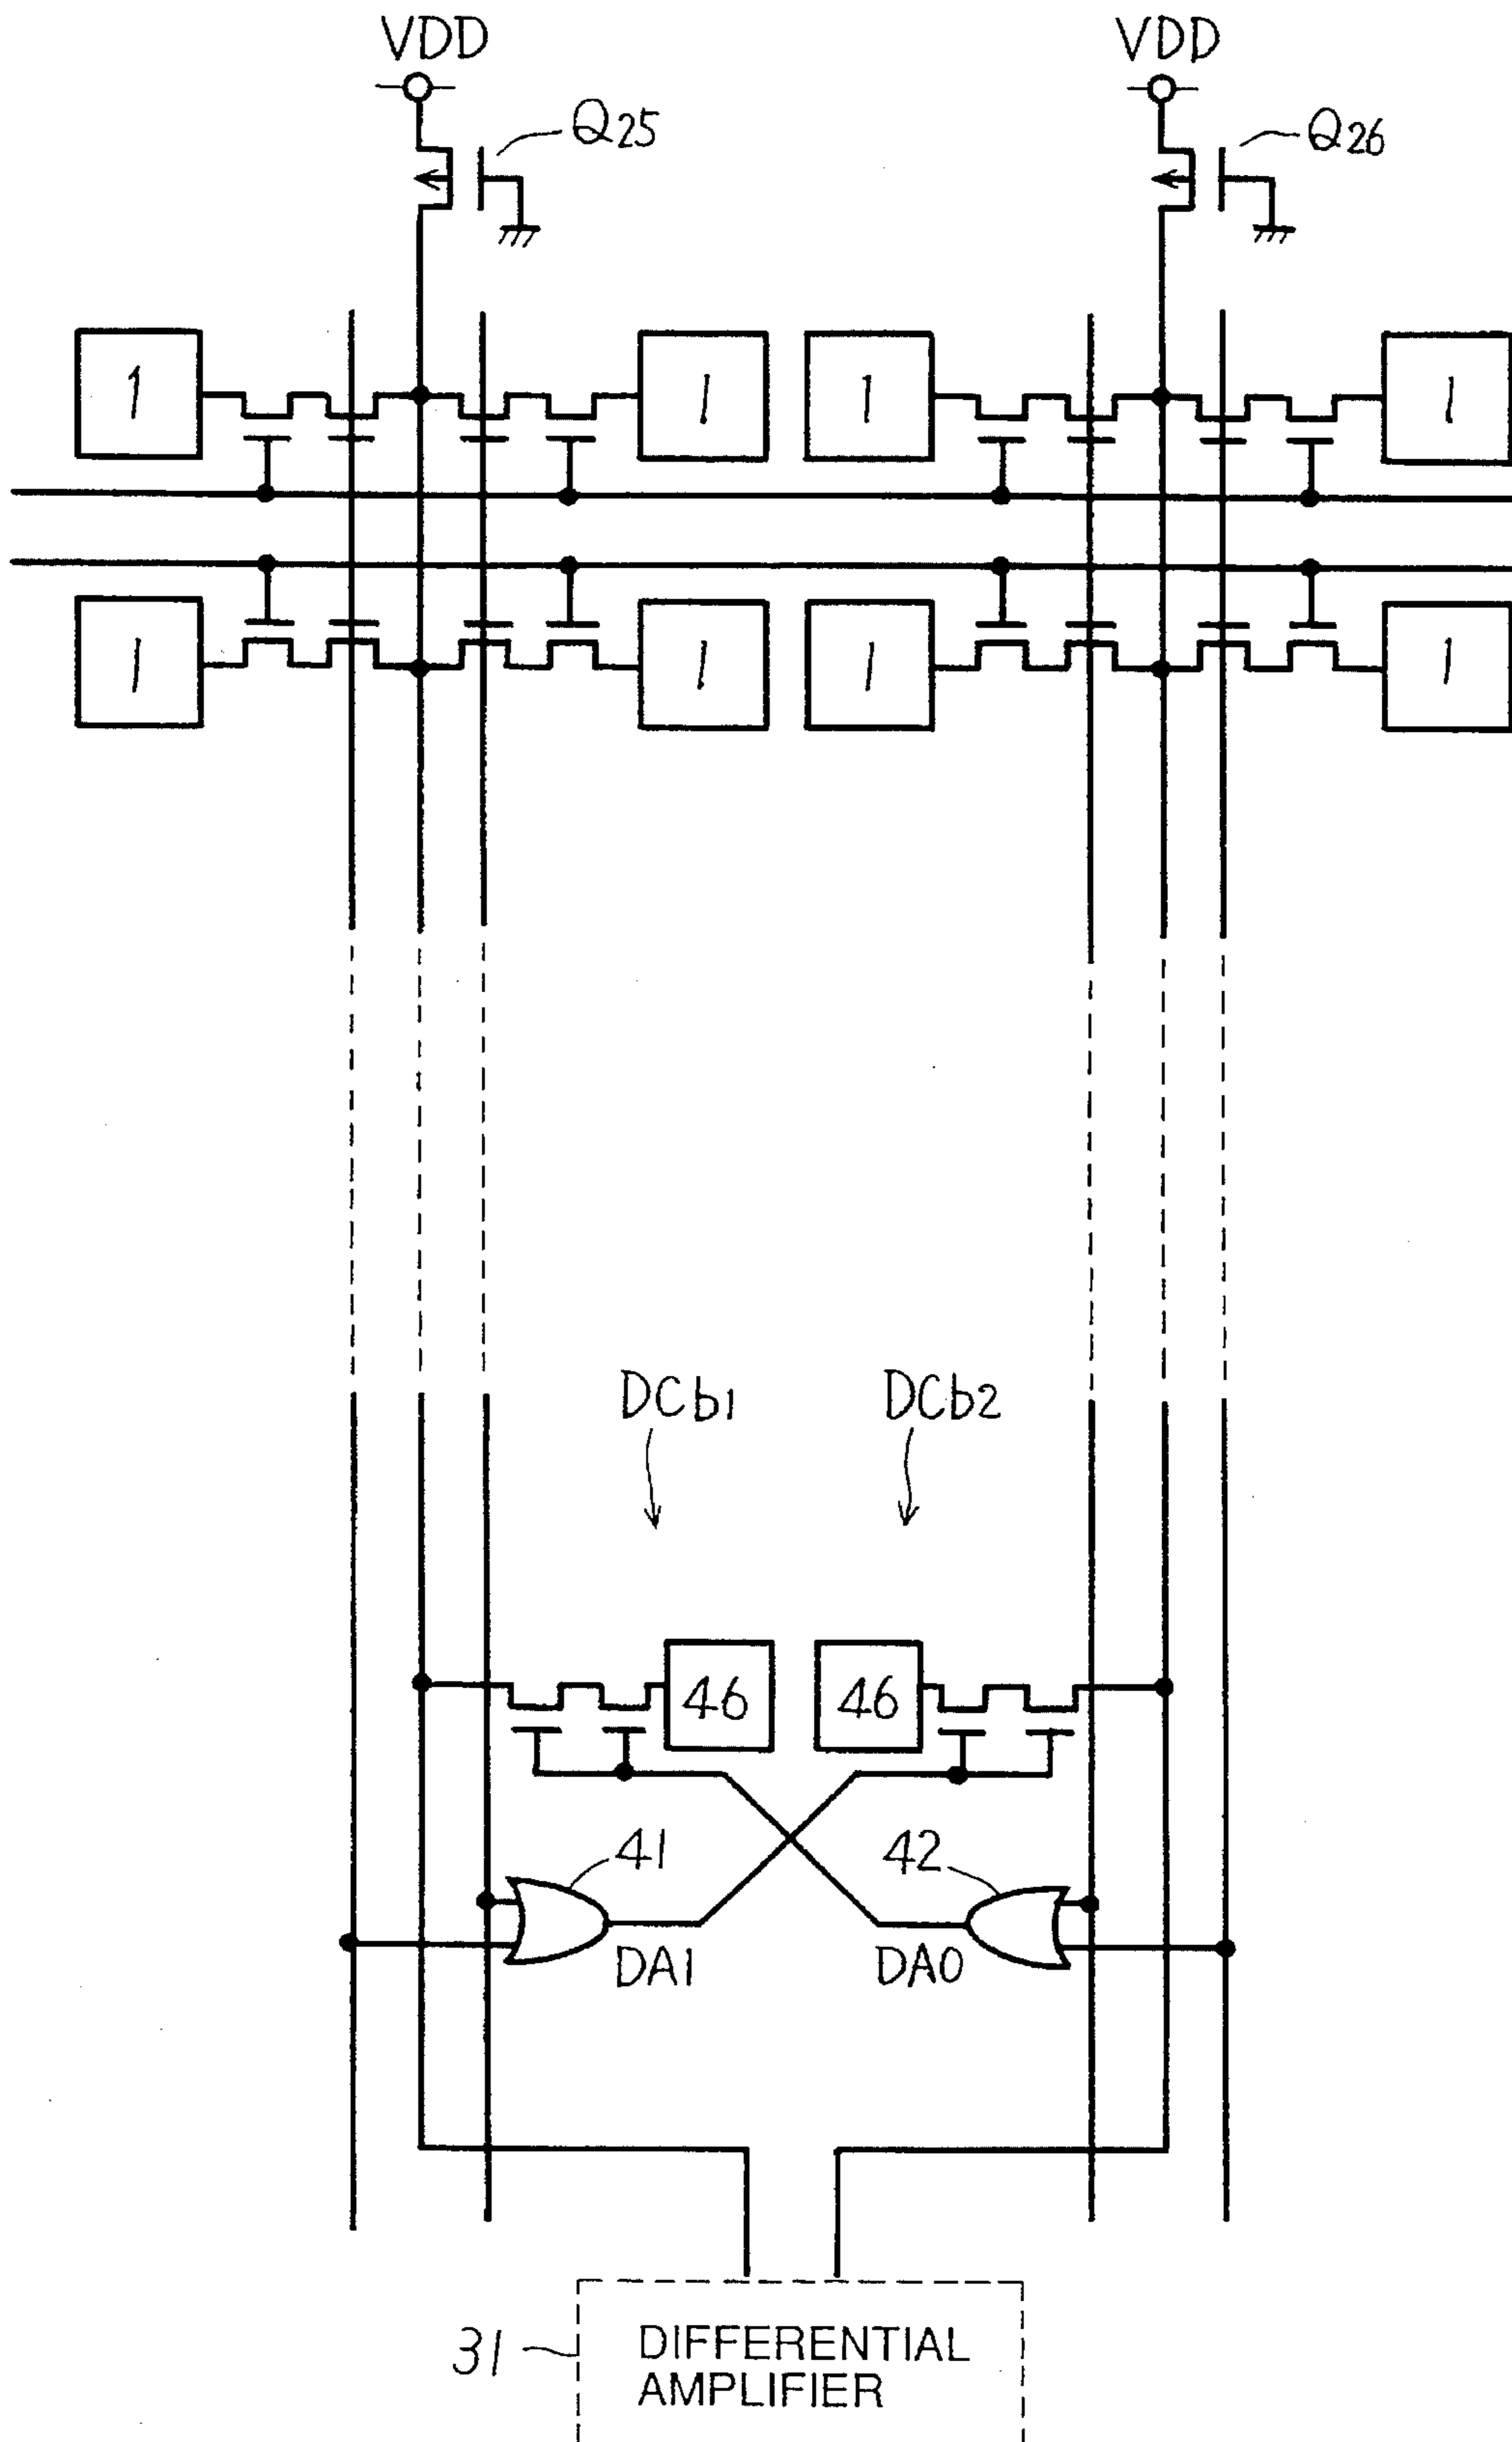 VDD VDD
Q25 Q26
1 1 1 1
1 1 1 1
DCb1 DCb2
46 46
41 42
DA1 DA0
31 DIFFERENTIAL
AMPLIFIER